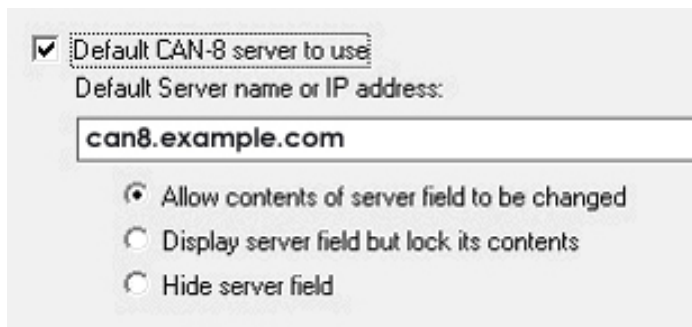 Default CAN-8 server to use
Default Server name or IP address:
can8.example.com
Allow contents of server field to be changed
Display server field but lock its contents
Hide server field